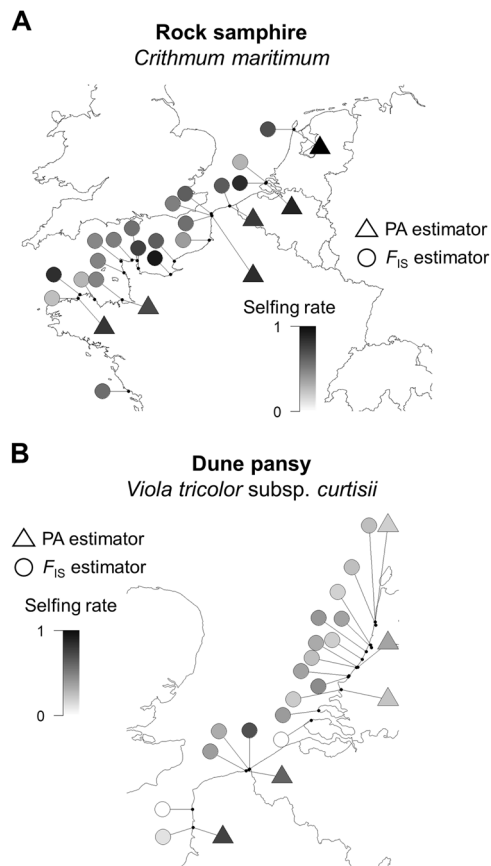 A
Rock samphire
Crithmum maritimum
PA estimator
FIS estimator
Selfing rate
1
0
B
Dune pansy
Viola tricolor subsp. curtisii
PA estimator
FIS estimator
Selfing rate
1
0